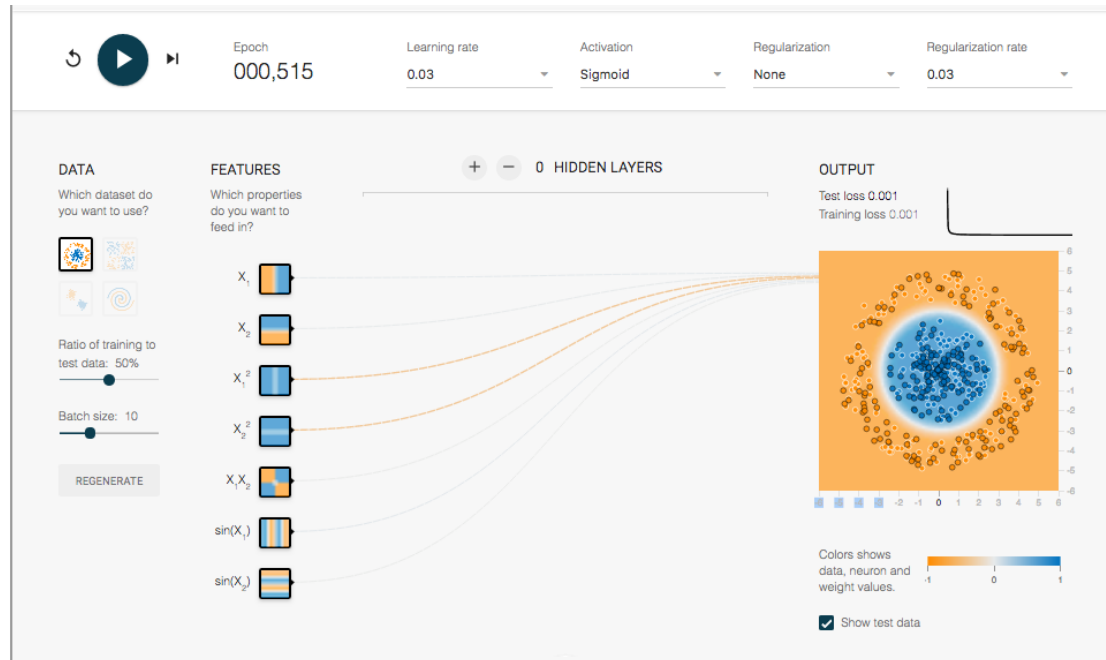 Epoch
000,515
Learning rate
0.03
Activation
Sigmoid
Regularization
None
Regularization rate
0.03
DATA
Which dataset do
you want to use?
Ratio of training to
test data: 50%
Batch size: 10
REGENERATE
FEATURES
Which properties
do you want to
feed in?
X₁
X₂
X₁²
X₂²
X₁X₂
sin(X₁)
sin(X₂)
+ − 0 HIDDEN LAYERS
OUTPUT
Test loss 0.001
Training loss 0.001
6
5
4
3
2
1
0
-1
-2
-3
-4
-5
-6
-2 -1 0 1 2 3 4 5 6
Colors shows
data, neuron and
weight values.
-1 0 1
Show test data